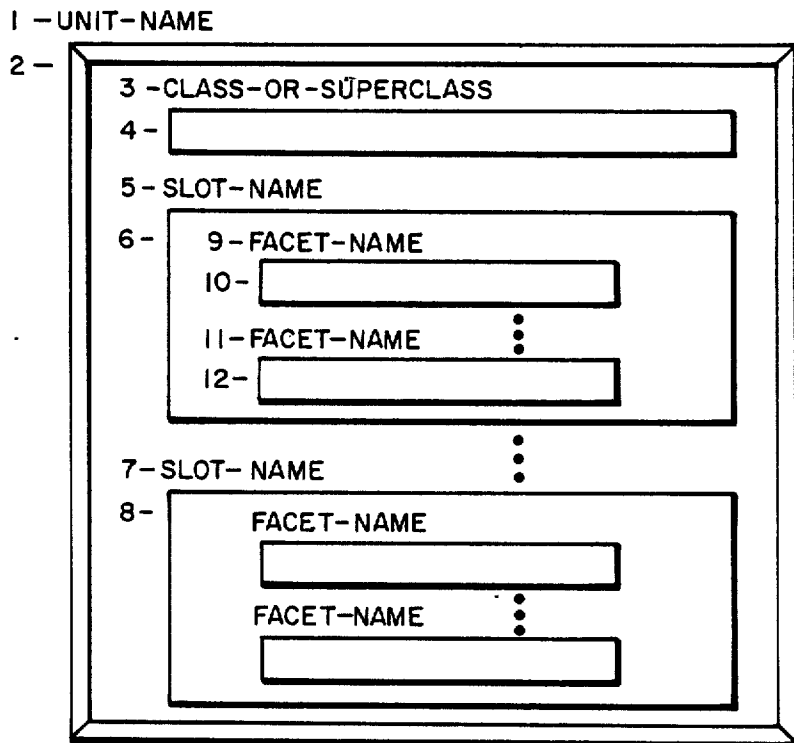 1 -UNIT-NAME
2 -
3 -CLASS-OR-SUPERCLASS
4 -
5 - SLOT-NAME
6 -
9 -FACET-NAME
10-
11-FACET-NAME
12-
7-SLOT-NAME
8-
FACET-NAME
FACET-NAME